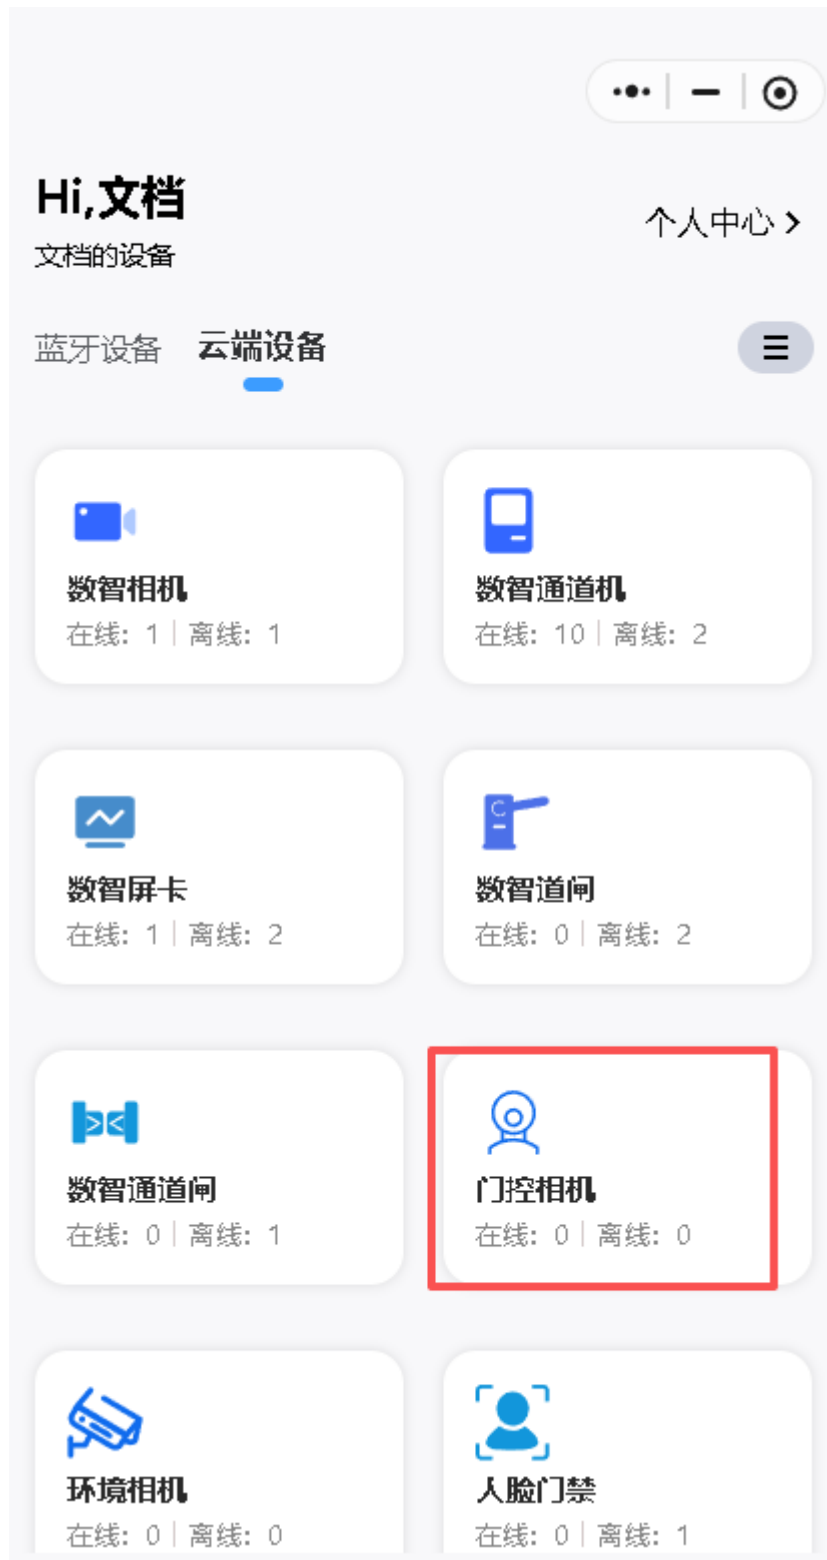 Hi,文档
个人中心 >
文档的设备
蓝牙设备 云端设备
数智相机
在线: 1 | 离线: 1
数智通道机
在线: 10 | 离线: 2
数智屏卡
在线: 1 | 离线: 2
数智道闸
在线: 0 | 离线: 2
数智通道闸
在线: 0 | 离线: 1
门控相机
在线: 0 | 离线: 0
环境相机
在线: 0 | 离线: 0
人脸门禁
在线: 0 | 离线: 1